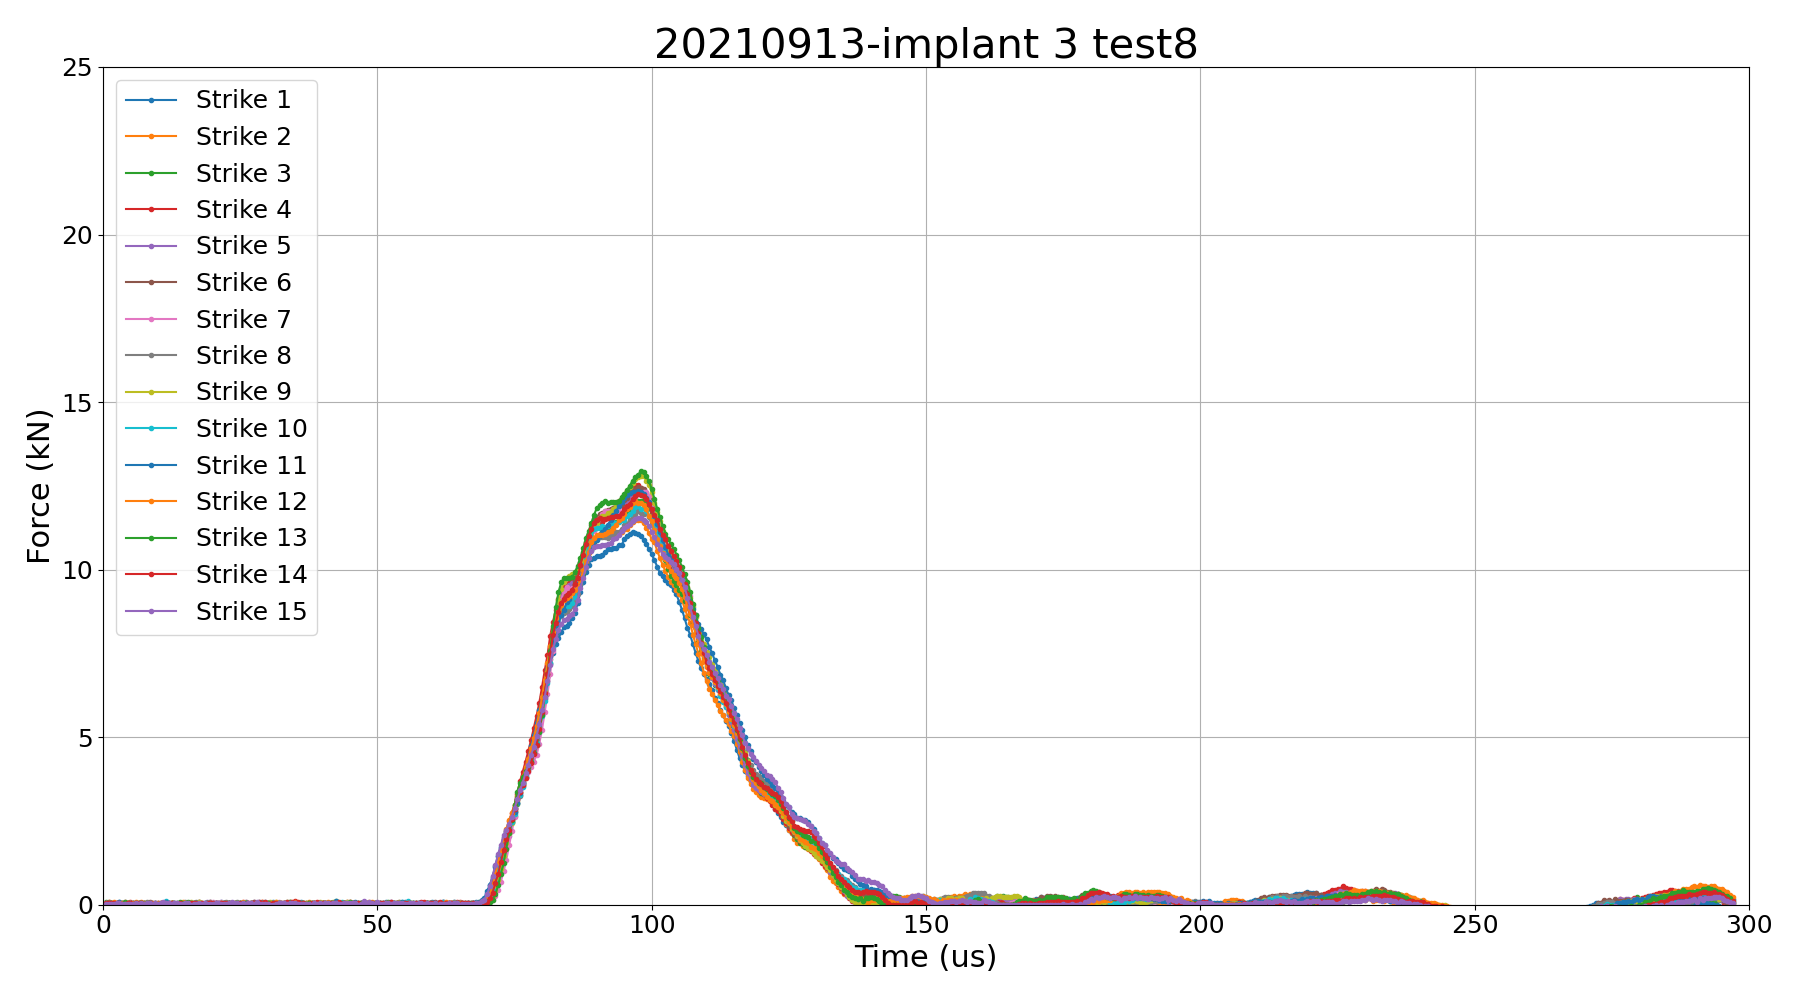 20210913-implant 3 test8
25
20
15
10
5
0
Force (kN)
Strike 1
Strike 2
Strike 3
Strike 4
Strike 5
Strike 6
Strike 7
Strike 8
Strike 9
Strike 10
Strike 11
Strike 12
Strike 13
Strike 14
Strike 15
0 50 100 150 200 250 300
Time (us)